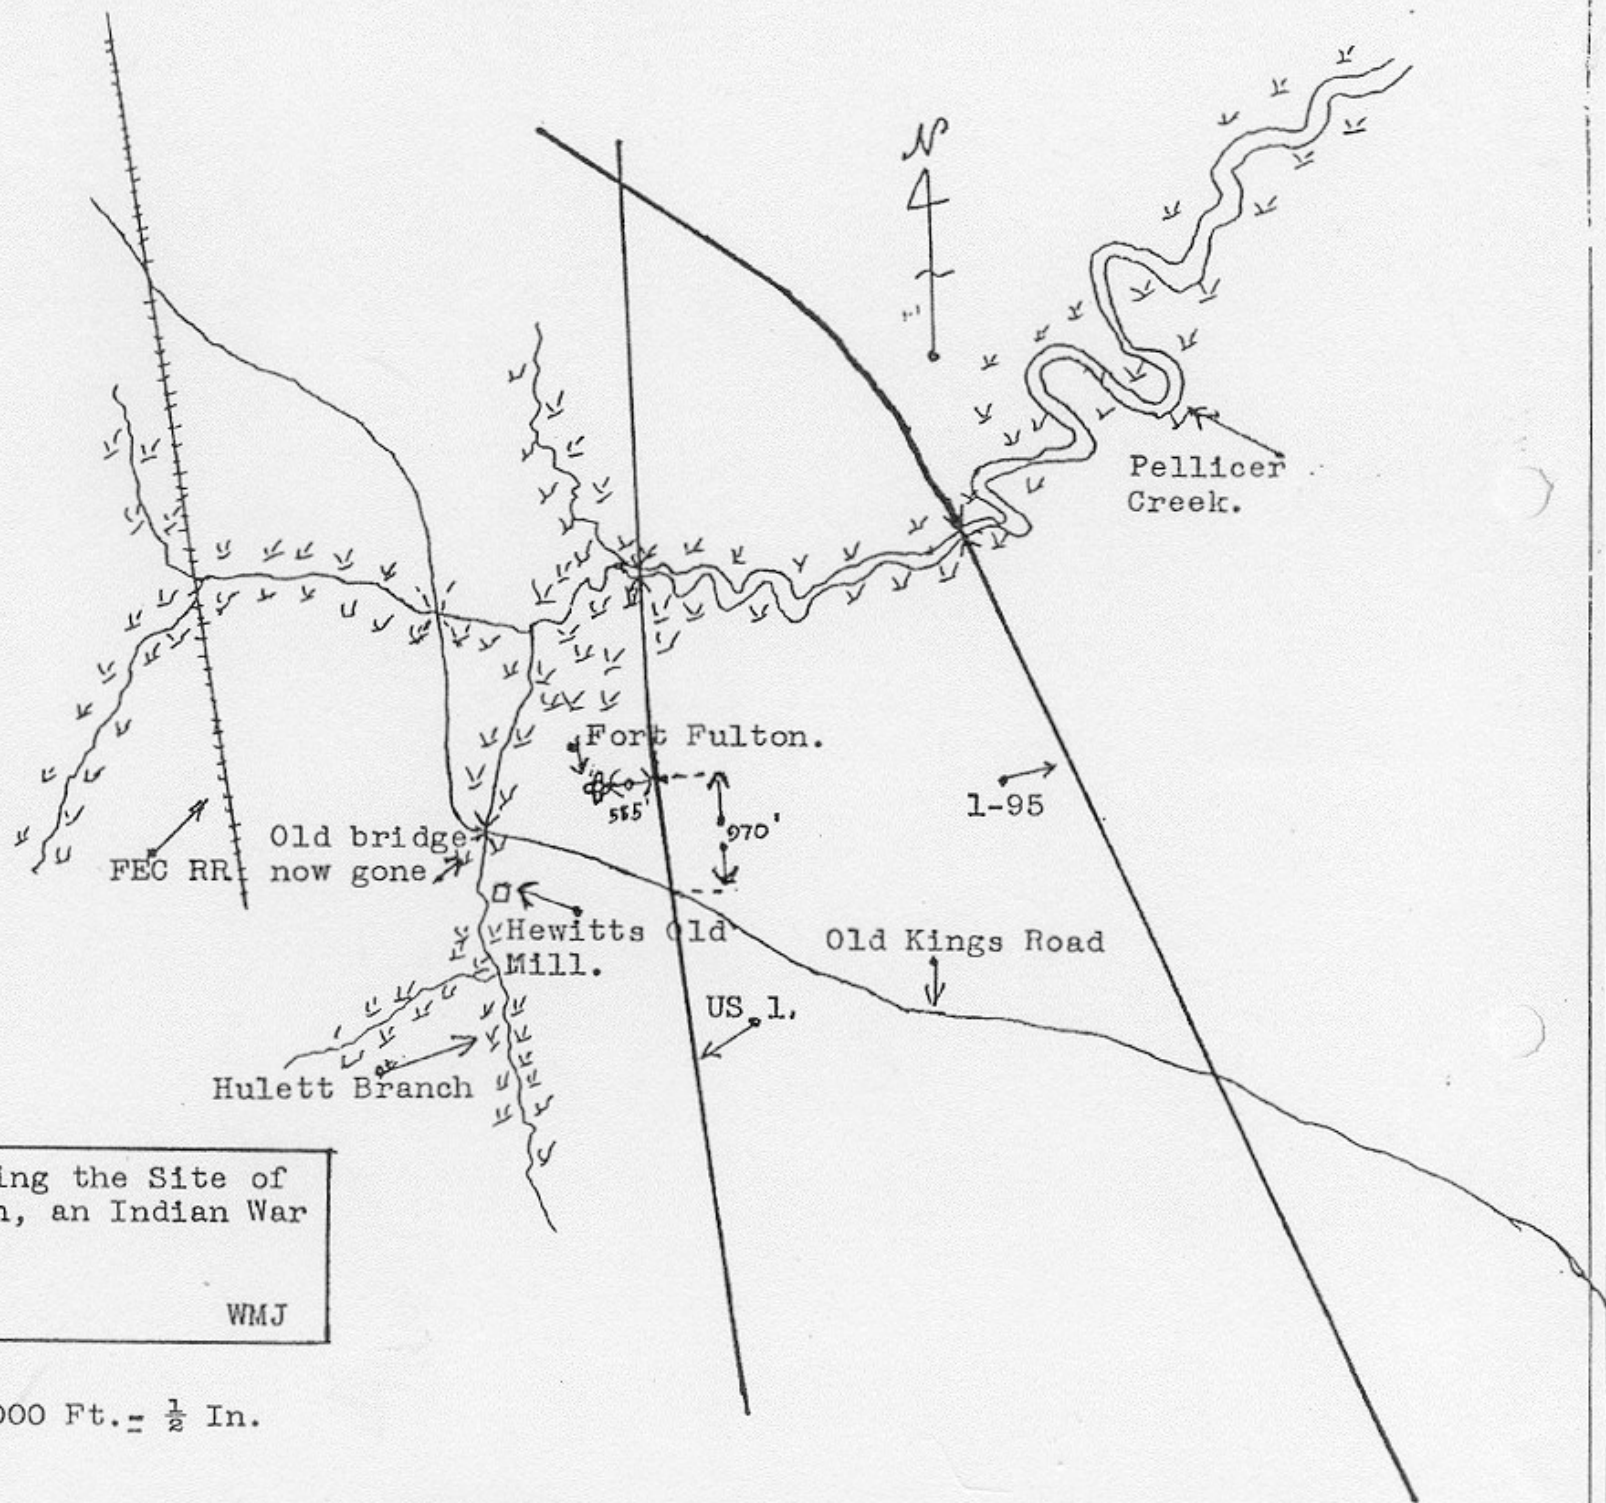 N
Pellicer
Creek.
Fort Fulton.
970'
1-95
Old bridge
now gone
FEC RR
Hewitts Old
Mill.
Old Kings Road
US 1.
Hulett Branch
ing the Site of
an Indian War
WMJ
000 Ft.= ½ In.